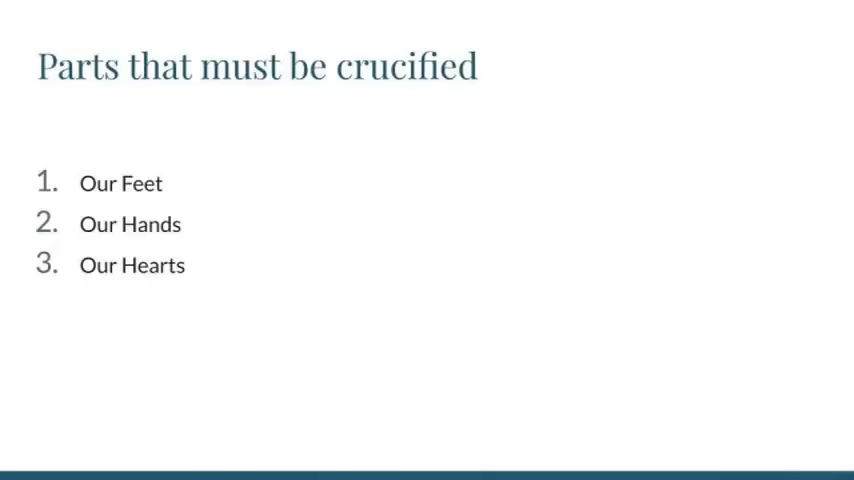 Parts that must be crucified
1. Our Feet
2. Our Hands
3. Our Hearts